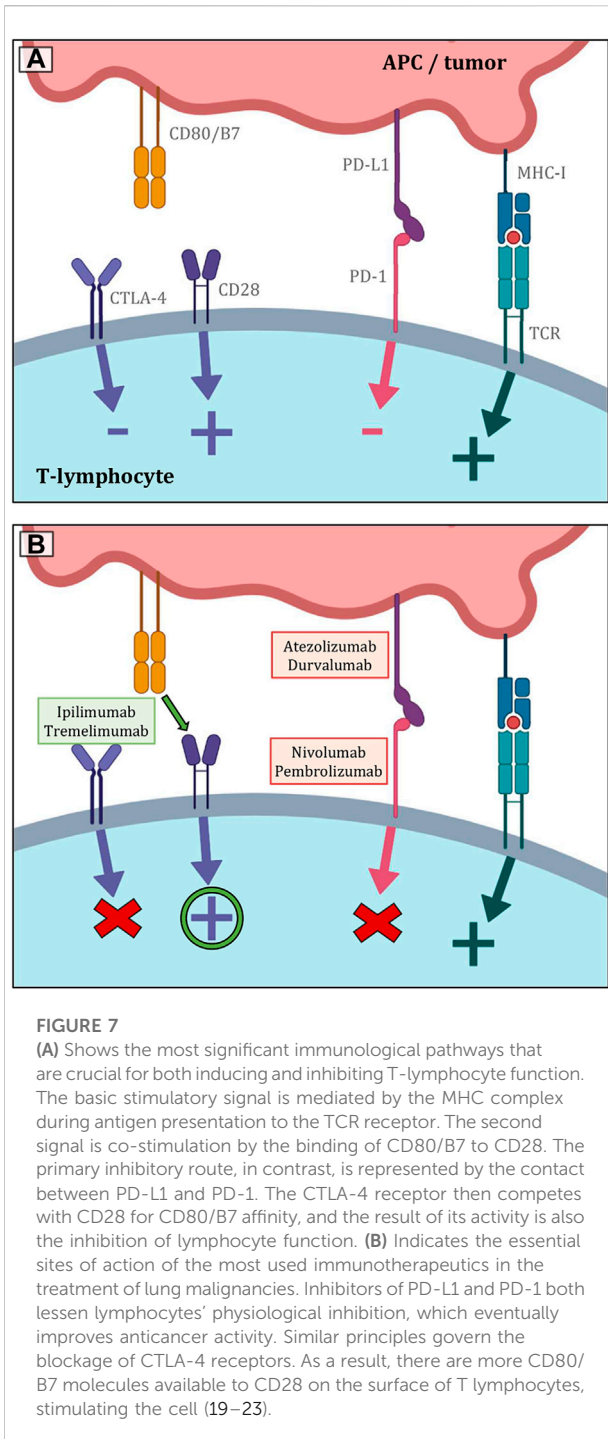 A
APC / tumor
CD80/B7
PD-L1
MHC-I
CTLA-4
CD28
PD-1
TCR
-
+
-
+
T-lymphocyte
B
Atezolizumab
Durvalumab
Ipilimumab
Tremelimumab
Nivolumab
Pembrolizumab
+
+
FIGURE 7
(A) Shows the most significant immunological pathways that
are crucial for both inducing and inhibiting T-lymphocyte function.
The basic stimulatory signal is mediated by the MHC complex
during antigen presentation to the TCR receptor. The second
signal is co-stimulation by the binding of CD80/B7 to CD28. The
primary inhibitory route, in contrast, is represented by the contact
between PD-L1 and PD-1. The CTLA-4 receptor then competes
with CD28 for CD80/B7 affinity, and the result of its activity is also
the inhibition of lymphocyte function. (B) Indicates the essential
sites of action of the most used immunotherapeutics in the
treatment of lung malignancies. Inhibitors of PD-L1 and PD-1 both
lessen lymphocytes’ physiological inhibition, which eventually
improves anticancer activity. Similar principles govern the
blockage of CTLA-4 receptors. As a result, there are more CD80/
B7 molecules available to CD28 on the surface of T lymphocytes,
stimulating the cell (19–23).